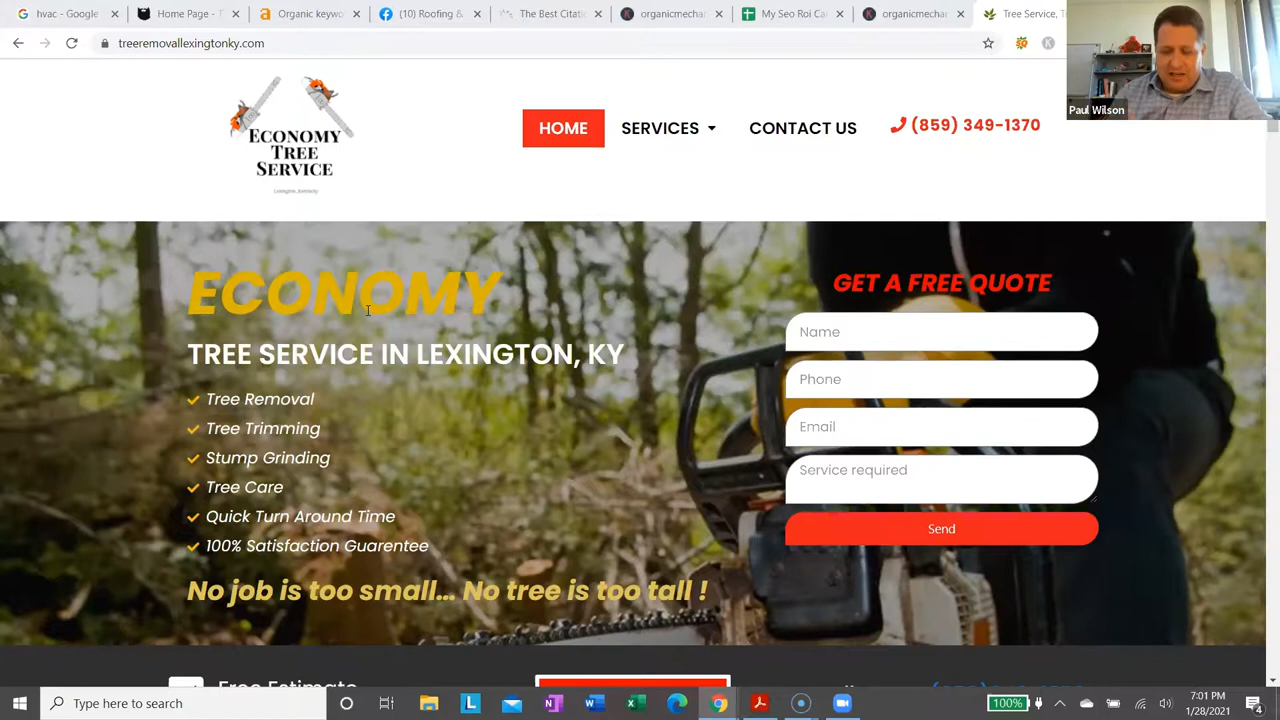 hvac - Google
Home Page - T
Organic keywo
(10) Roofing &
The Best Citatio
organicmechan
My Seo Roi Cal
organicmechan
Tree Service, T
treeremovallexingtonky.com
Paul Wilson
ECONOMY
TREE
SERVICE
Lexington, Kentucky
HOME
SERVICES
CONTACT US
(859) 349-1370
ECONOMY
TREE SERVICE IN LEXINGTON, KY
Tree Removal
Tree Trimming
Stump Grinding
Tree Care
Quick Turn Around Time
100% Satisfaction Guarentee
No job is too small... No tree is too tall !
GET A FREE QUOTE
Name
Phone
Email
Service required
Send
Free Estimate
Type here to search
100%
7:01 PM
1/28/2021
4